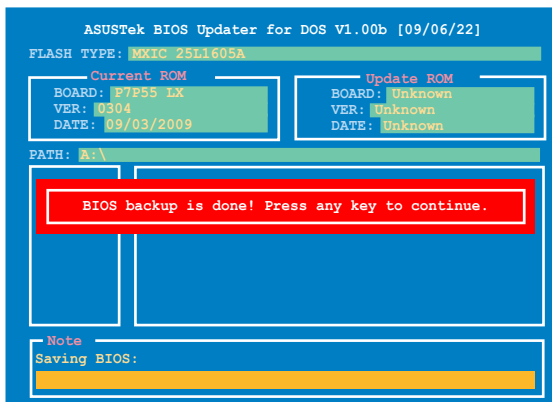 ASUSTek BIOS Updater for DOS V1.00b [09/06/22]
FLASH TYPE: MXIC 25L1605A
Current ROM
BOARD: P7P55 LX
VER: 0304
DATE: 09/03/2009
Update ROM
BOARD: Unknown
VER: Unknown
DATE: Unknown
PATH: A:\
BIOS backup is done! Press any key to continue.
Note
Saving BIOS: